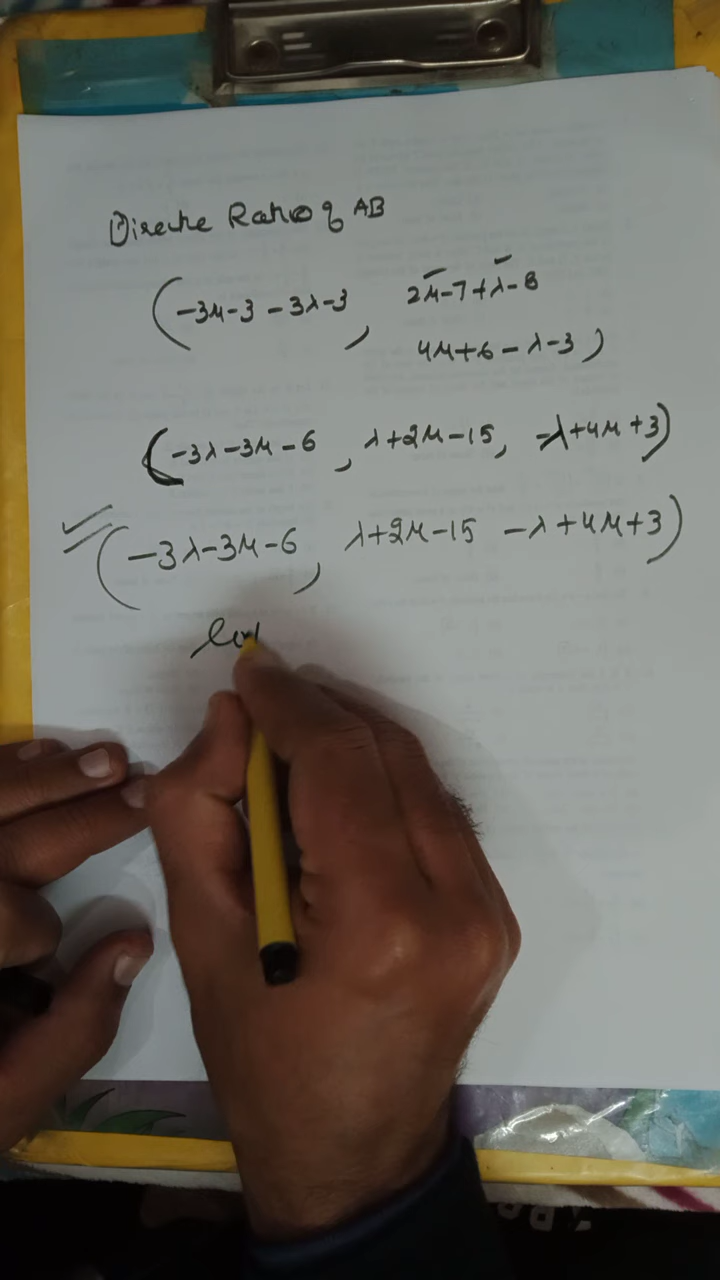 Directie Ratio of AB
(-3μ-3-3λ-3, 2μ-7+λ-8
4μ+6-λ-3)
(-3λ-3μ-6, λ+2μ-15, -λ+4μ+3)
(-3λ-3μ-6, λ+2μ-15 -λ+4μ+3)